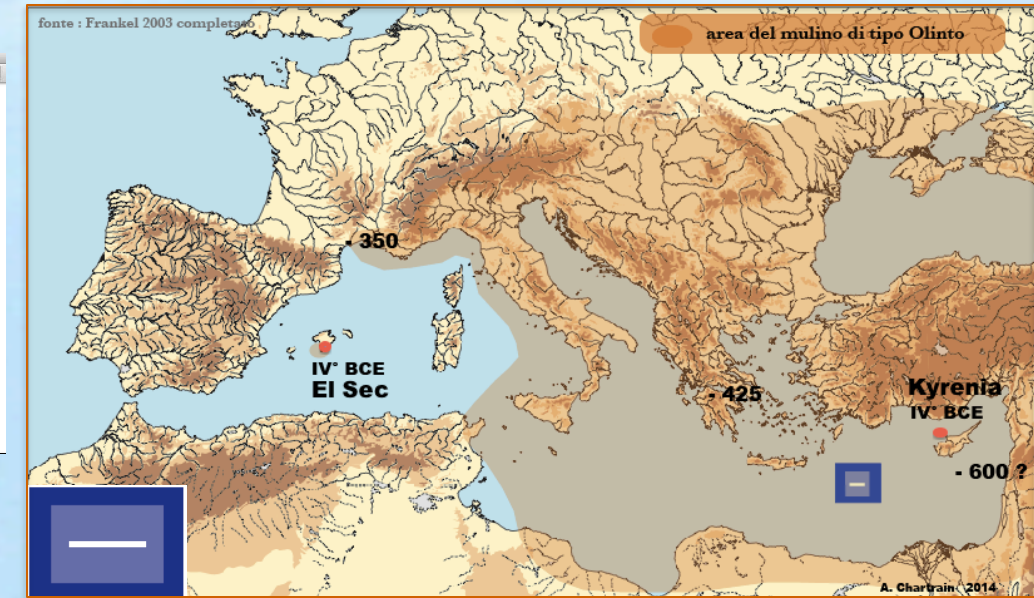 fonte : Frankel 2003 completato
area del mulino di tipo Olinto
- 350
IV° BCE
El Sec
- 425
Kyrenia
IV° BCE
- 600 ?
A. Chartrain 2014